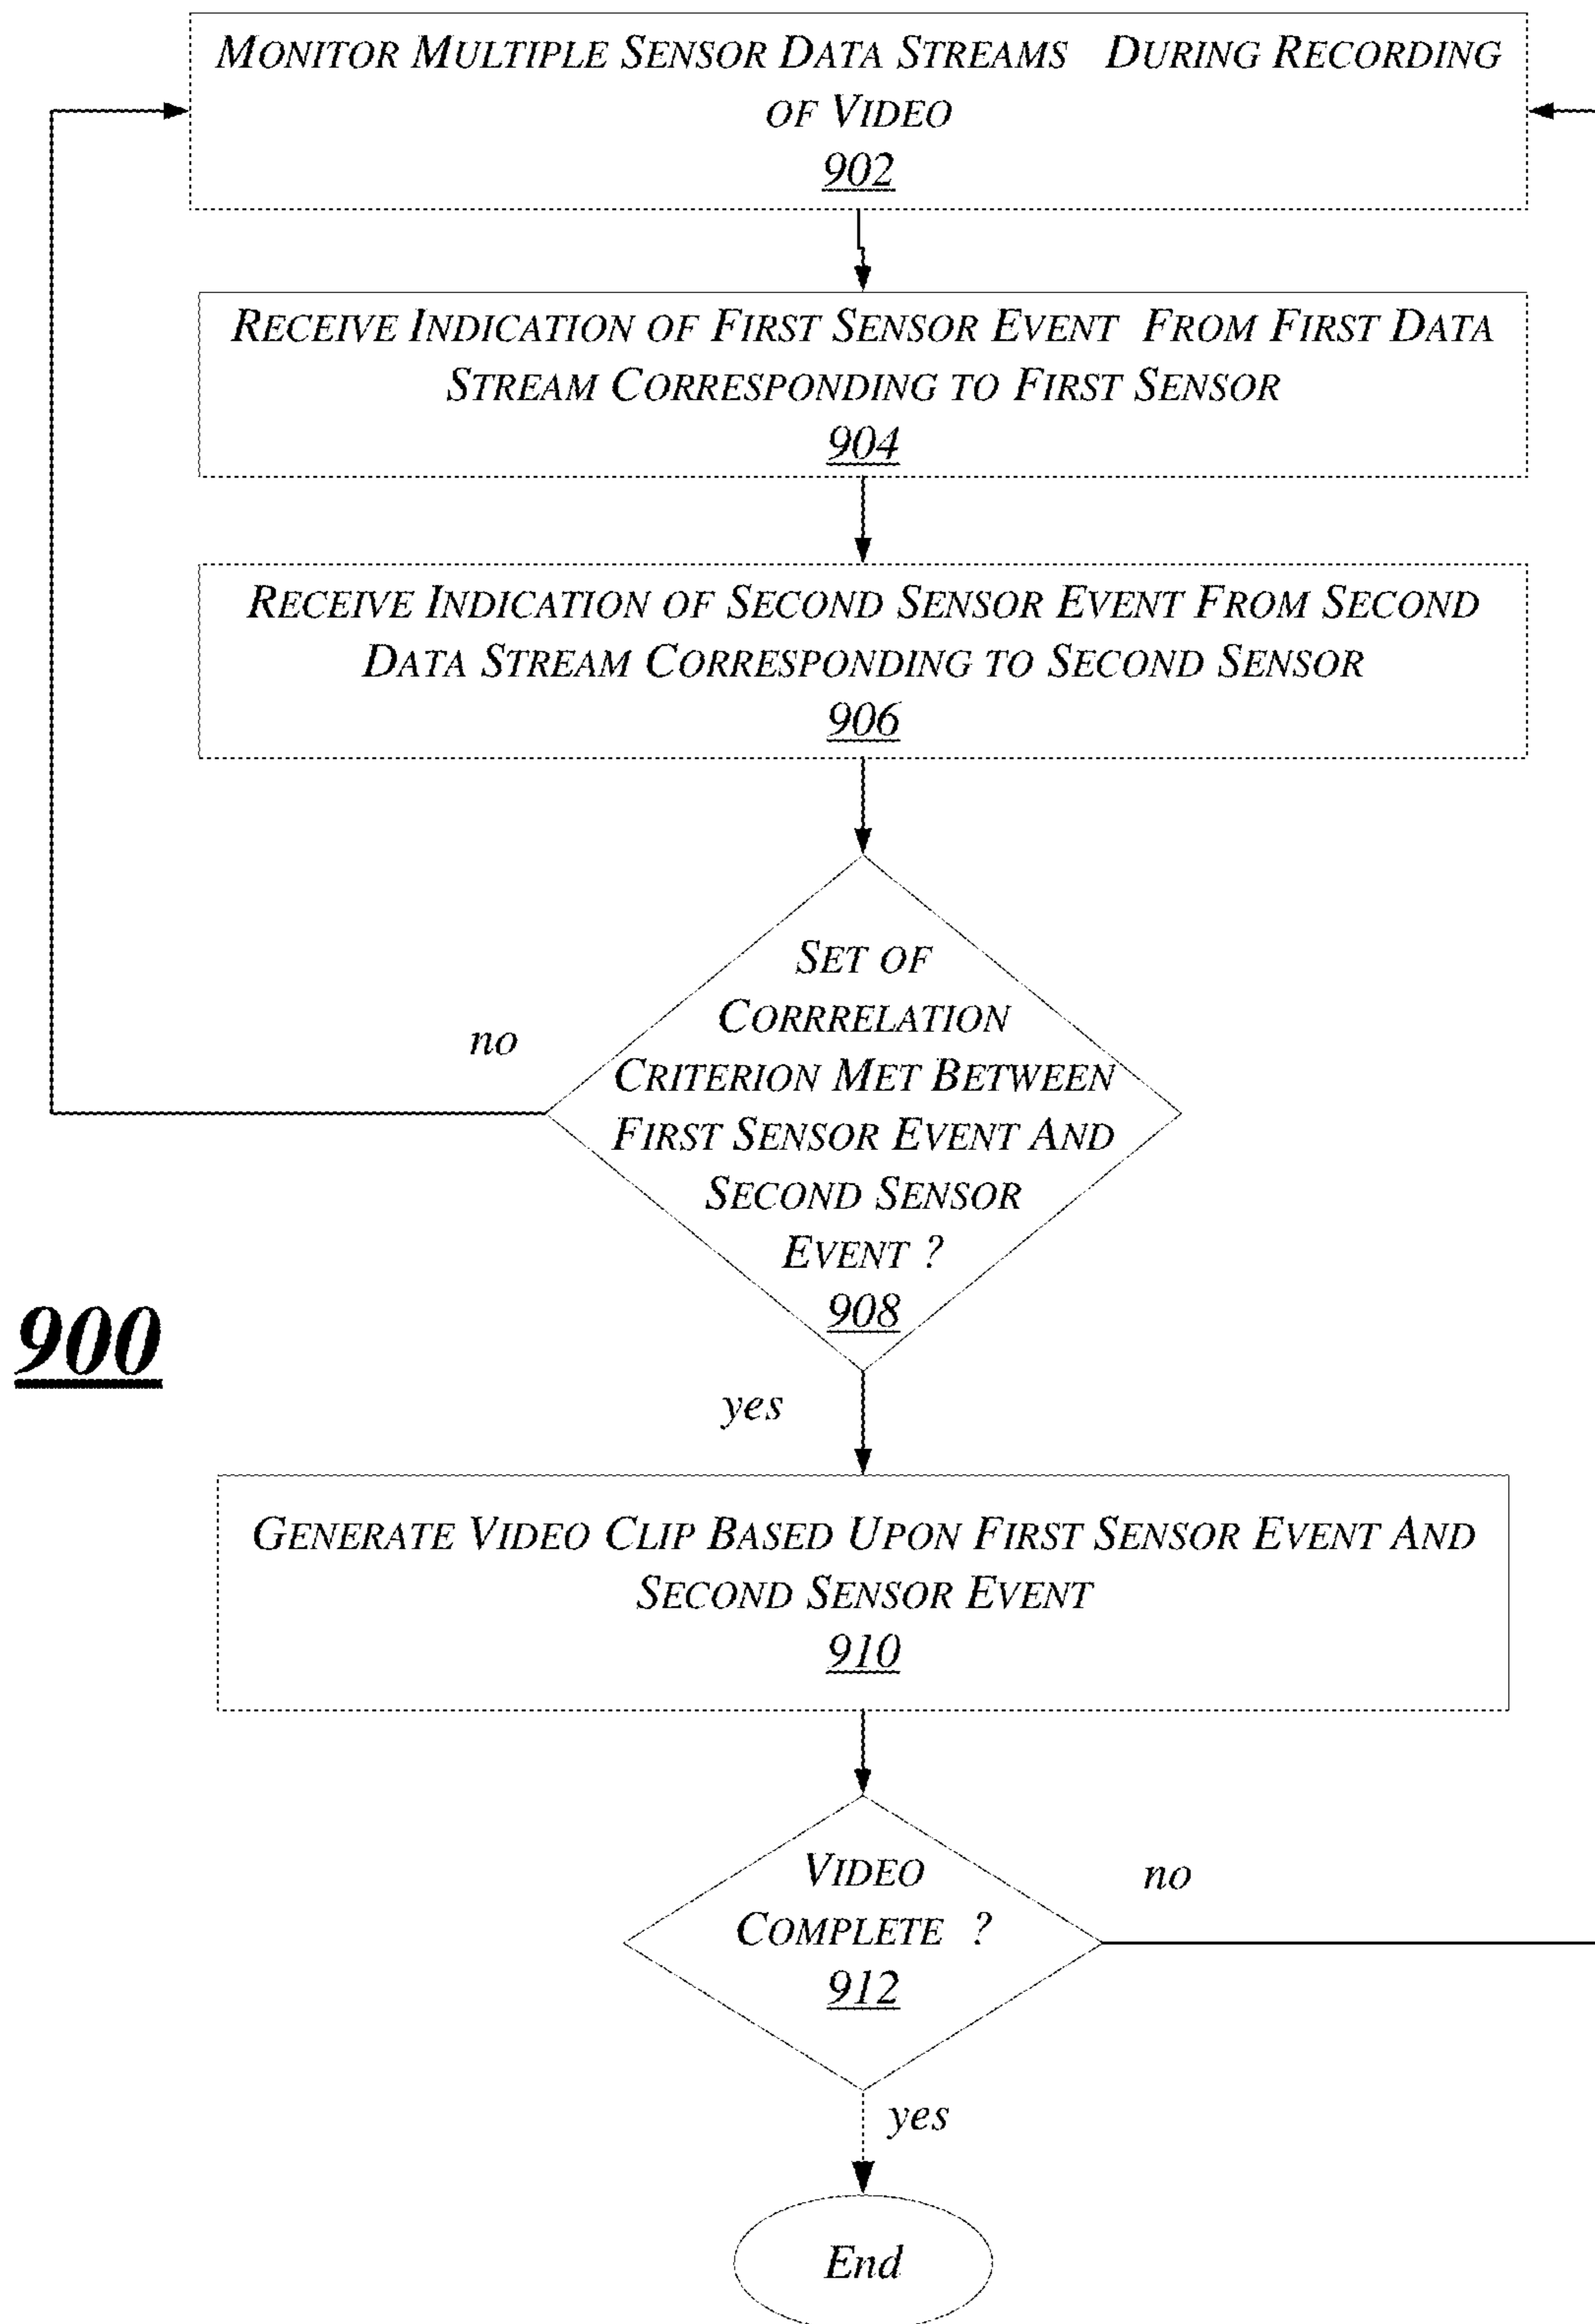 MONITOR MULTIPLE SENSOR DATA STREAMS DURING RECORDING
OF VIDEO
902
RECEIVE INDICATION OF FIRST SENSOR EVENT FROM FIRST DATA
STREAM CORRESPONDING TO FIRST SENSOR
904
RECEIVE INDICATION OF SECOND SENSOR EVENT FROM SECOND
DATA STREAM CORRESPONDING TO SECOND SENSOR
906
SET OF
CORRRELATION
CRITERION MET BETWEEN
FIRST SENSOR EVENT AND
SECOND SENSOR
EVENT ?
908
no
900
yes
GENERATE VIDEO CLIP BASED UPON FIRST SENSOR EVENT AND
SECOND SENSOR EVENT
910
VIDEO
COMPLETE ?
912
no
yes
End